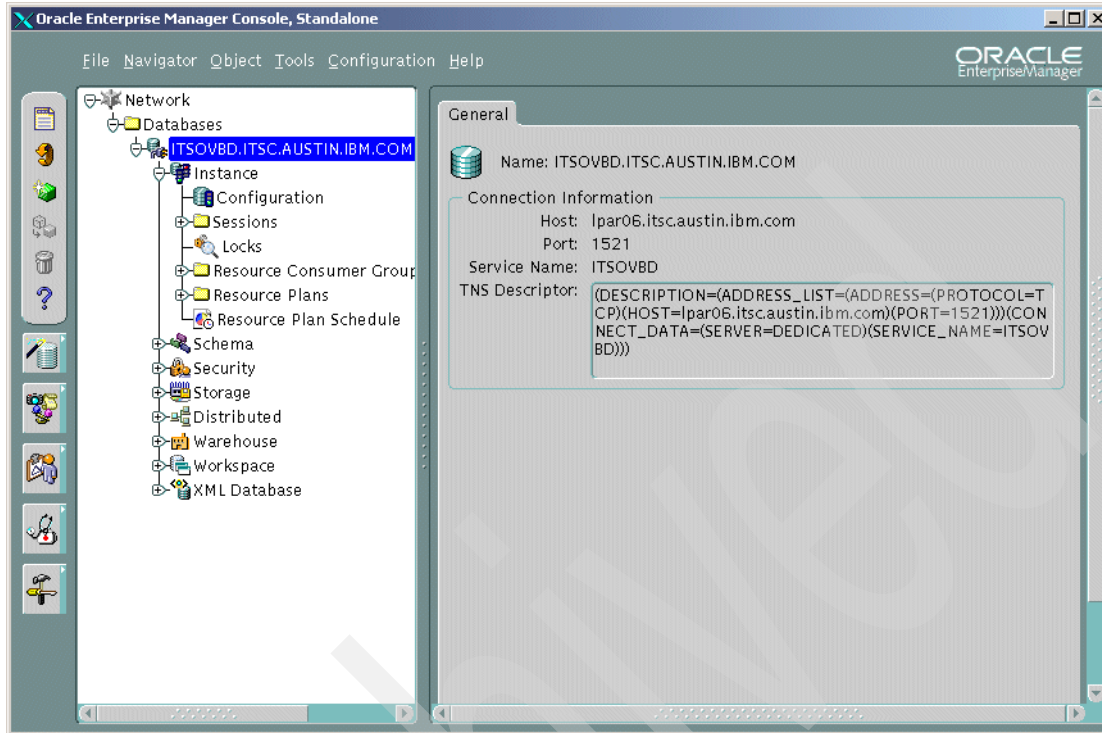 Oracle Enterprise Manager Console, Standalone
File Navigator Object Tools Configuration Help
ORACLE
EnterpriseManager
Network
Databases
ITSOVBD.ITSC.AUSTIN.IBM.COM
Instance
Configuration
Sessions
Locks
Resource Consumer Group
Resource Plans
Resource Plan Schedule
Schema
Security
Storage
Distributed
Warehouse
Workspace
XML Database
General
Name: ITSOVBD.ITSC.AUSTIN.IBM.COM
Connection Information
Host: lpar06.itsc.austin.ibm.com
Port: 1521
Service Name: ITSOVBD
TNS Descriptor:
(DESCRIPTION=(ADDRESS_LIST=(ADDRESS=(PROTOCOL=T
CP)(HOST=lpar06.itsc.austin.ibm.com)(PORT=1521)))(CON
NECT_DATA=(SERVER=DEDICATED)(SERVICE_NAME=ITSOV
BD)))